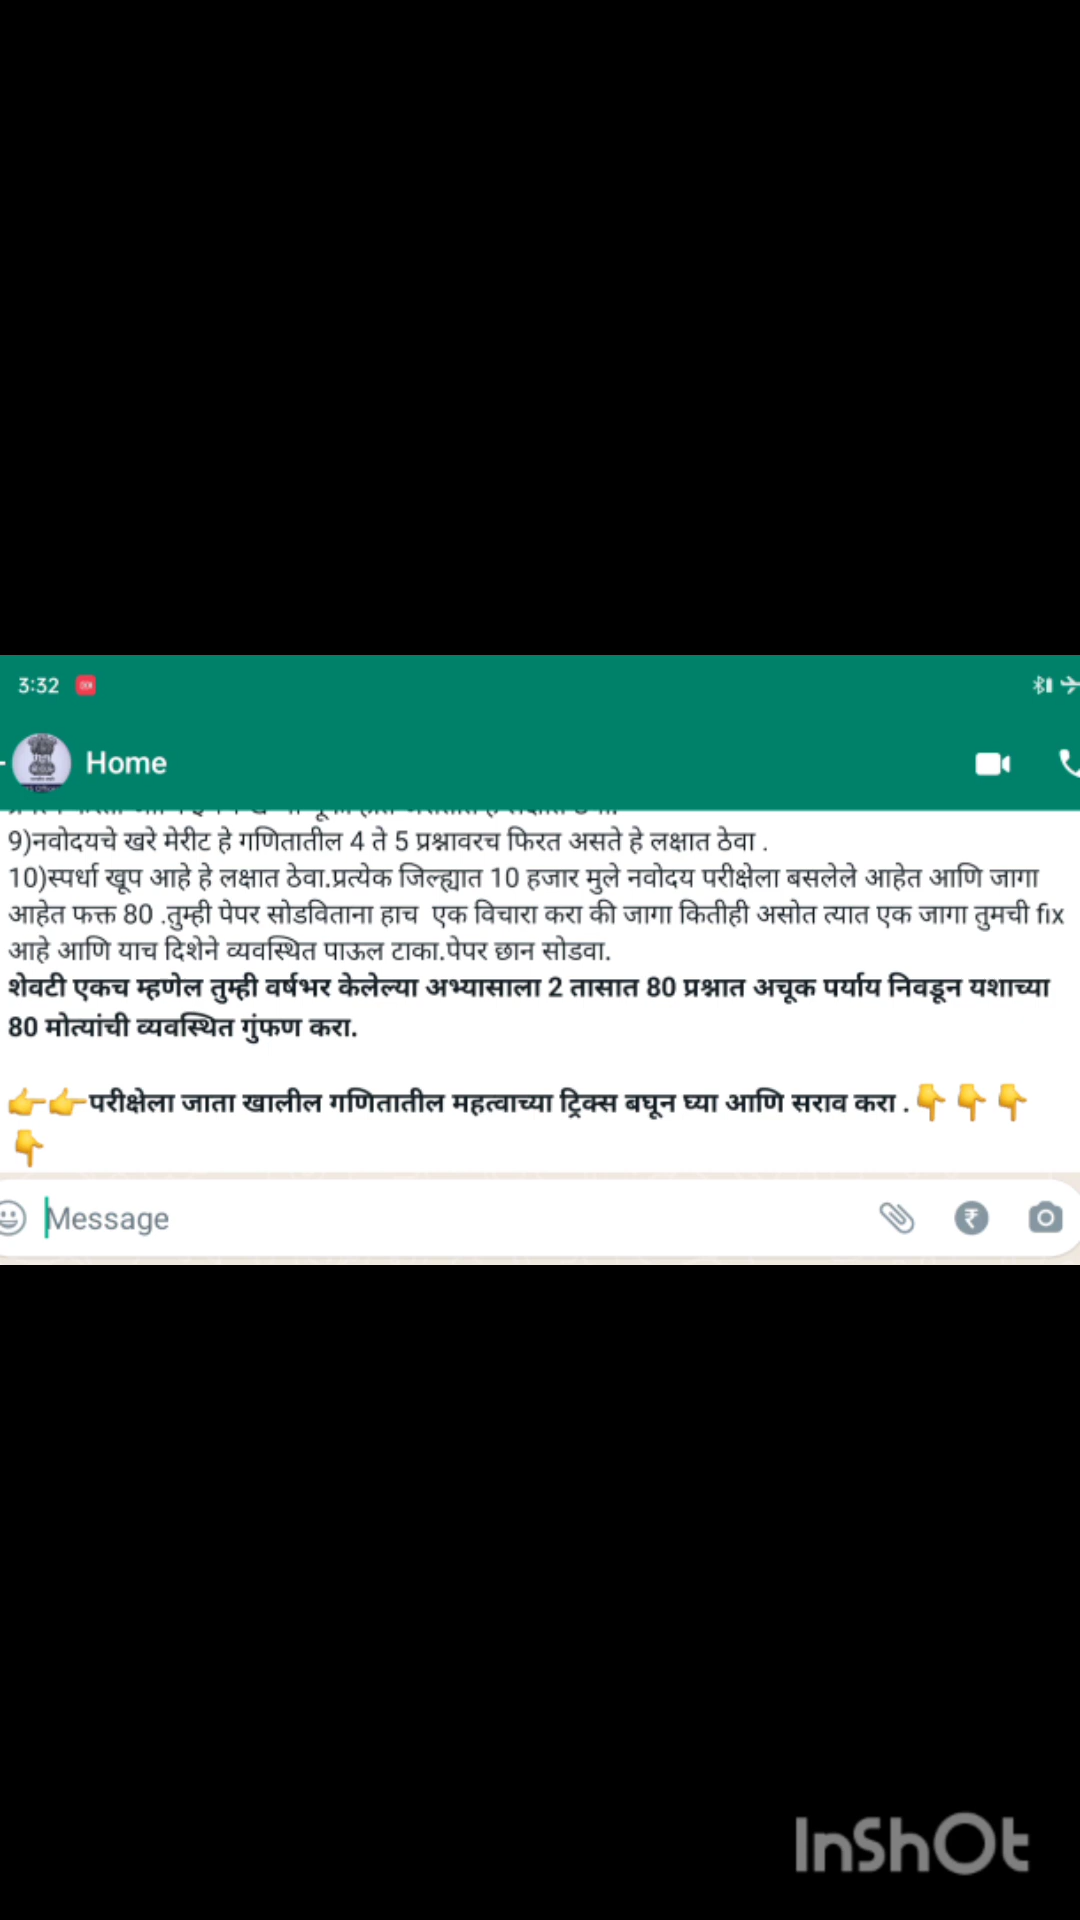 3:32
Home
9)नवोदयचे खरे मेरीट हे गणितातील 4 ते 5 प्रश्नावरच फिरत असते हे लक्षात ठेवा .
10)स्पर्धा खूप आहे हे लक्षात ठेवा.प्रत्येक जिल्ह्यात 10 हजार मुले नवोदय परीक्षेला बसलेले आहेत आणि जागा
आहेत फक्त 80 .तुम्ही पेपर सोडविताना हाच एक विचारा करा की जागा कितीही असोत त्यात एक जागा तुमची fix
आहे आणि याच दिशेने व्यवस्थित पाऊल टाका.पेपर छान सोडवा.
शेवटी एकच म्हणेल तुम्ही वर्षभर केलेल्या अभ्यासाला 2 तासात 80 प्रश्नात अचूक पर्याय निवडून यशाच्या
80 मोत्यांची व्यवस्थित गुंफण करा.
👉👉परीक्षेला जाता खालील गणितातील महत्वाच्या ट्रिक्स बघून घ्या आणि सराव करा .👇👇👇
👇
Message
InShOt